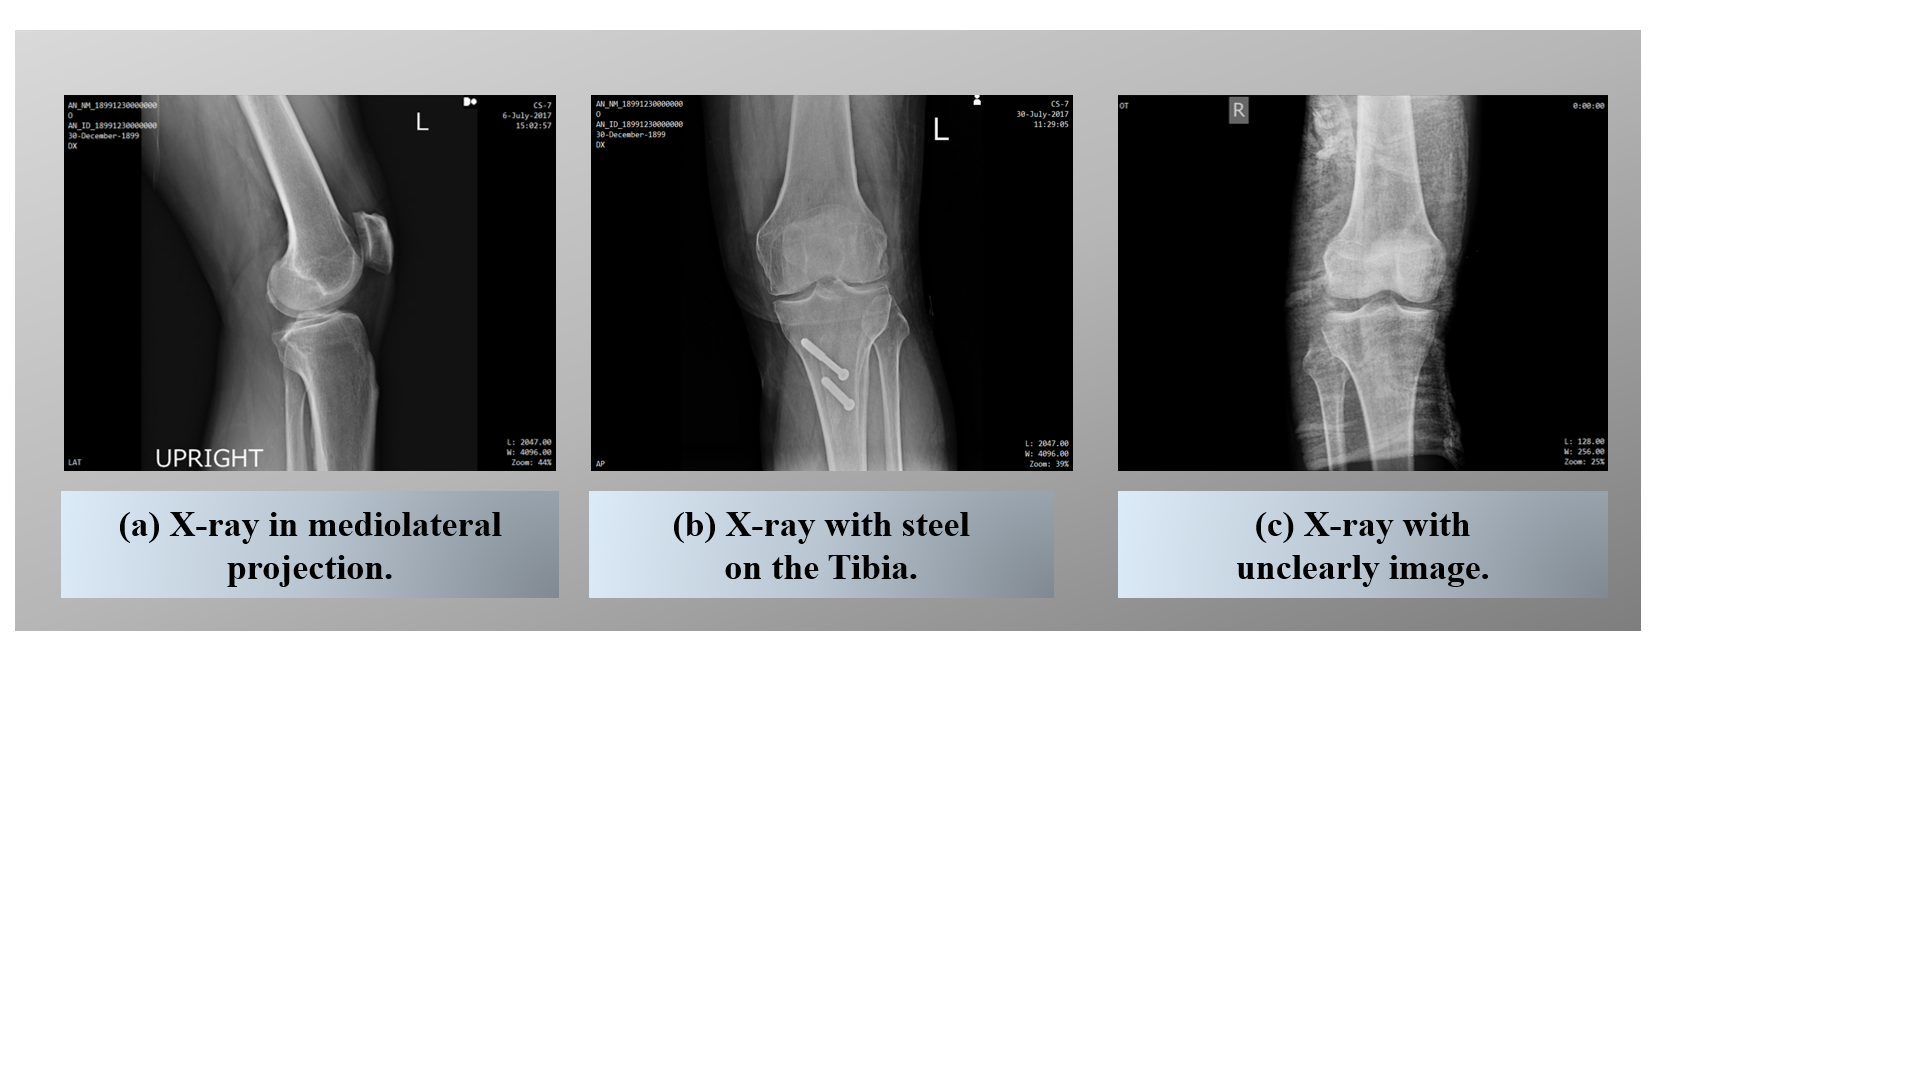 AN_NM_18991230000000
O
AN_ID_18991230000000
30-December-1899
DX
L
CS-7
6-July-2017
15:02:57
LAT
UPRIGHT
L: 2047.00
W: 4096.00
Zoom: 44%
(a) X-ray in mediolateral
projection.
AN_NM_18991230000000
O
AN_ID_18991230000000
30-December-1899
DX
L
CS-7
30-July-2017
11:29:05
AP
L: 2047.00
W: 4096.00
Zoom: 39%
(b) X-ray with steel
on the Tibia.
OT
R
0:00:00
L: 128.00
W: 256.00
Zoom: 25%
(c) X-ray with
unclearly image.